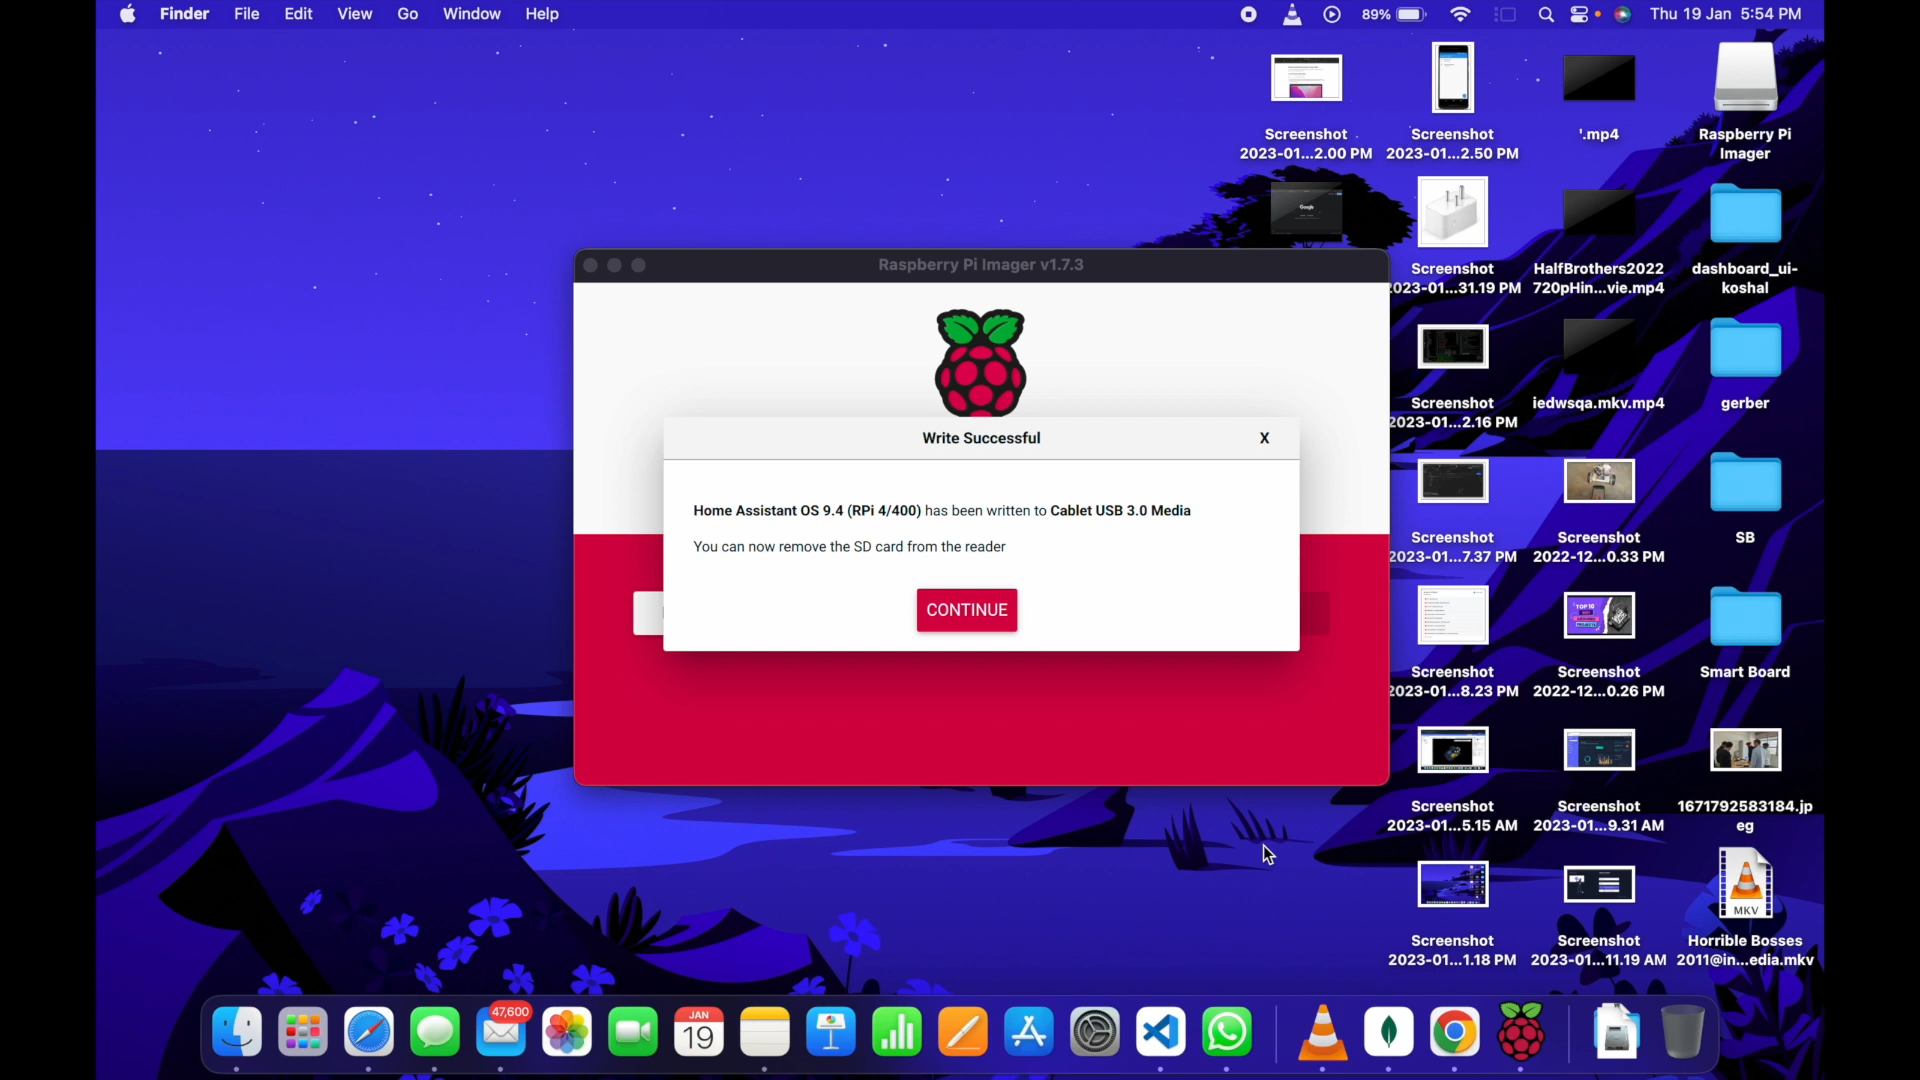 Finder File Edit View Go Window Help 89% Thu 19 Jan 5:54 PM
Screenshot
2023-01...2.00 PM
Screenshot
2023-01...2.50 PM
'.mp4
Raspberry Pi
Imager
Google
Screenshot
2023-01...31.19 PM
HalfBrothers2022
720pHin...vie.mp4
dashboard_ui-
koshal
Raspberry Pi Imager v1.7.3
Screenshot
2023-01...2.16 PM
iedwsqa.mkv.mp4
gerber
Write Successful X
Home Assistant OS 9.4 (RPi 4/400) has been written to Cablet USB 3.0 Media
You can now remove the SD card from the reader
CONTINUE
Screenshot
2023-01...7.37 PM
Screenshot
2022-12...0.33 PM
SB
TOP 10
Screenshot
2023-01...8.23 PM
Screenshot
2022-12...0.26 PM
Smart Board
Screenshot
2023-01...5.15 AM
Screenshot
2023-01...9.31 AM
1671792583184.jp
eg
MKV
Screenshot
2023-01...1.18 PM
Screenshot
2023-01...11.19 AM
Horrible Bosses
2011@in...edia.mkv
47,600
JAN
19